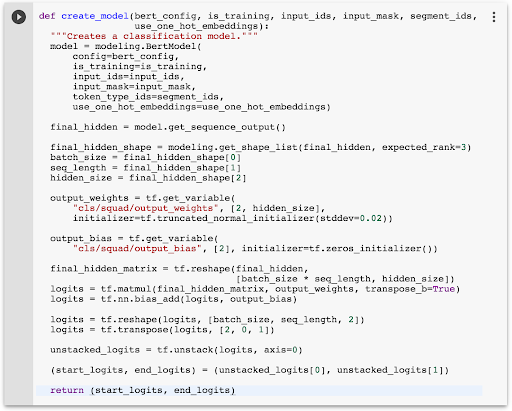 def create_model(bert_config, is_training, input_ids, input_mask, segment_ids,
                 use_one_hot_embeddings):
  """Creates a classification model."""
  model = modeling.BertModel(
      config=bert_config,
      is_training=is_training,
      input_ids=input_ids,
      input_mask=input_mask,
      token_type_ids=segment_ids,
      use_one_hot_embeddings=use_one_hot_embeddings)

  final_hidden = model.get_sequence_output()

  final_hidden_shape = modeling.get_shape_list(final_hidden, expected_rank=3)
  batch_size = final_hidden_shape[0]
  seq_length = final_hidden_shape[1]
  hidden_size = final_hidden_shape[2]

  output_weights = tf.get_variable(
      "cls/squad/output_weights", [2, hidden_size],
      initializer=tf.truncated_normal_initializer(stddev=0.02))

  output_bias = tf.get_variable(
      "cls/squad/output_bias", [2], initializer=tf.zeros_initializer())

  final_hidden_matrix = tf.reshape(final_hidden,
                                   [batch_size * seq_length, hidden_size])
  logits = tf.matmul(final_hidden_matrix, output_weights, transpose_b=True)
  logits = tf.nn.bias_add(logits, output_bias)

  logits = tf.reshape(logits, [batch_size, seq_length, 2])
  logits = tf.transpose(logits, [2, 0, 1])

  unstacked_logits = tf.unstack(logits, axis=0)

  (start_logits, end_logits) = (unstacked_logits[0], unstacked_logits[1])

  return (start_logits, end_logits)